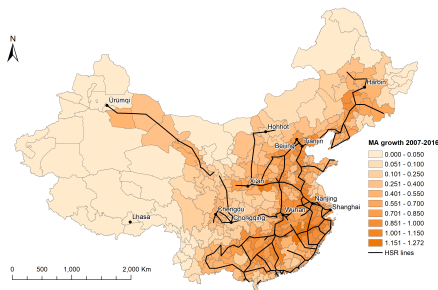 N
Harbin
Ürümqi
Hohhot
Beijing
Tianjin
Xian
Nanjing
Shanghai
Chengdu
Wuhan
Chongqing
Lhasa
MA growth 2007-2016
0.000 - 0.050
0.051 - 0.100
0.101 - 0.250
0.251 - 0.400
0.401 - 0.550
0.551 - 0.700
0.701 - 0.850
0.851 - 1.000
1.001 - 1.150
1.151 - 1.272
HSR lines
0 500 1,000 2,000 Km